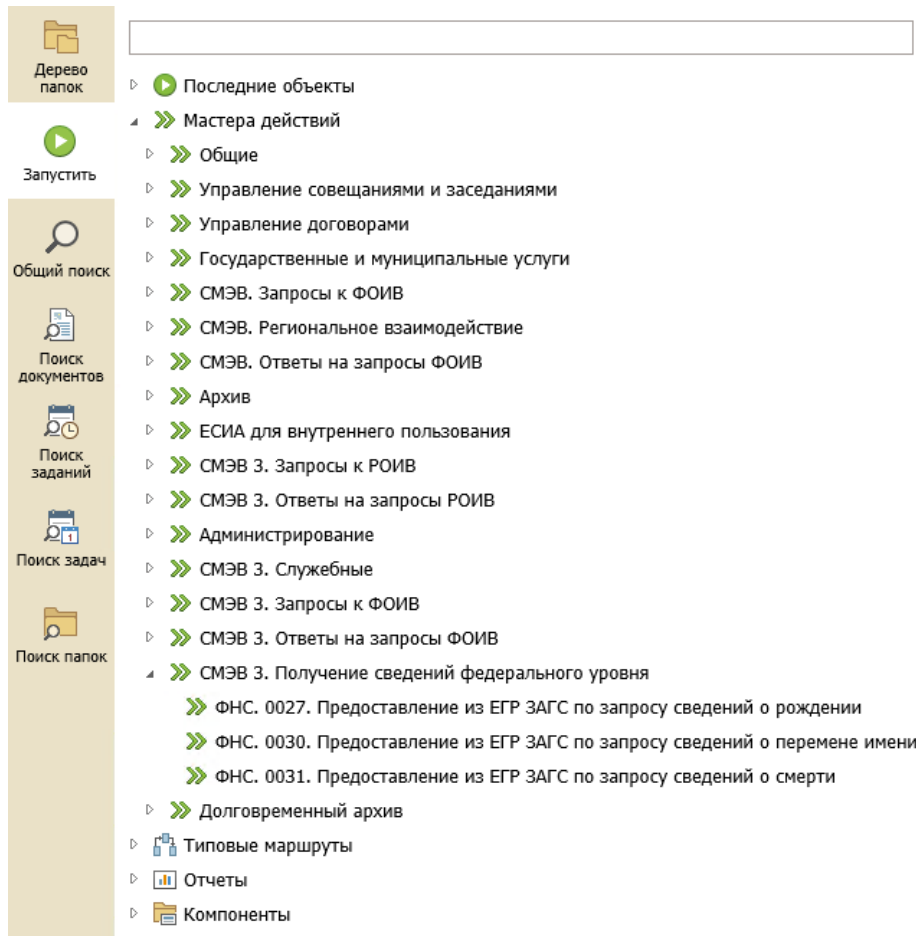 Дерево
папок
Запустить
Общий поиск
Поиск
документов
Поиск
заданий
Поиск задач
Поиск папок
Последние объекты
Мастера действий
Общие
Управление совещаниями и заседаниями
Управление договорами
Государственные и муниципальные услуги
СМЭВ. Запросы к ФОИВ
СМЭВ. Региональное взаимодействие
СМЭВ. Ответы на запросы ФОИВ
Архив
ЕСИА для внутреннего пользования
СМЭВ 3. Запросы к РОИВ
СМЭВ 3. Ответы на запросы РОИВ
Администрирование
СМЭВ 3. Служебные
СМЭВ 3. Запросы к ФОИВ
СМЭВ 3. Ответы на запросы ФОИВ
СМЭВ 3. Получение сведений федерального уровня
ФНС. 0027. Предоставление из ЕГР ЗАГС по запросу сведений о рождении
ФНС. 0030. Предоставление из ЕГР ЗАГС по запросу сведений о перемене имени
ФНС. 0031. Предоставление из ЕГР ЗАГС по запросу сведений о смерти
Долговременный архив
Типовые маршруты
Отчеты
Компоненты